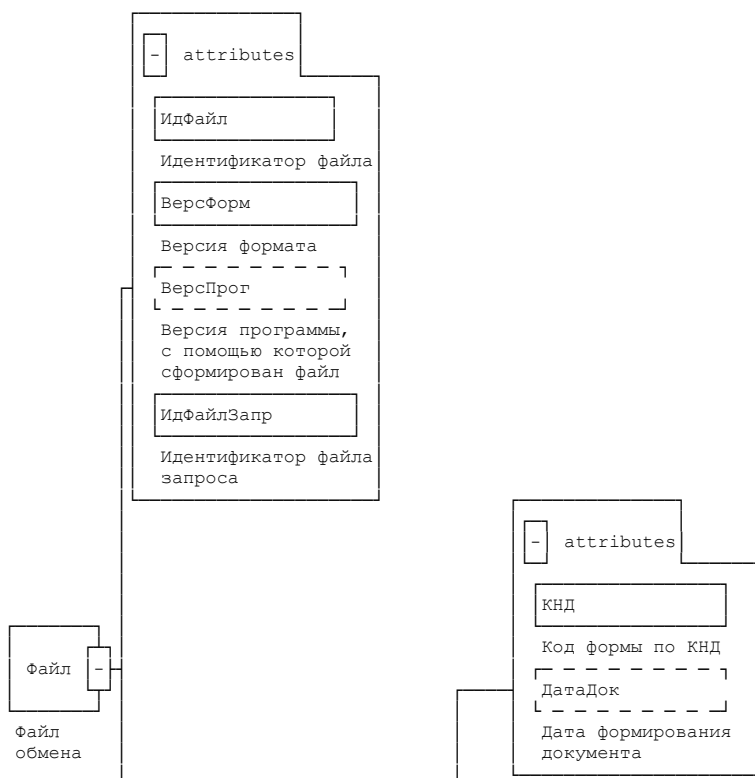 - attributes
ИдФайл
Идентификатор файла
ВерсФорм
Версия формата
ВерсПрог
Версия программы,
с помощью которой
сформирован файл
ИдФайлЗапр
Идентификатор файла
запроса
- attributes
КНД
Код формы по КНД
ДатаДок
Дата формирования
документа
Файл -
Файл
обмена